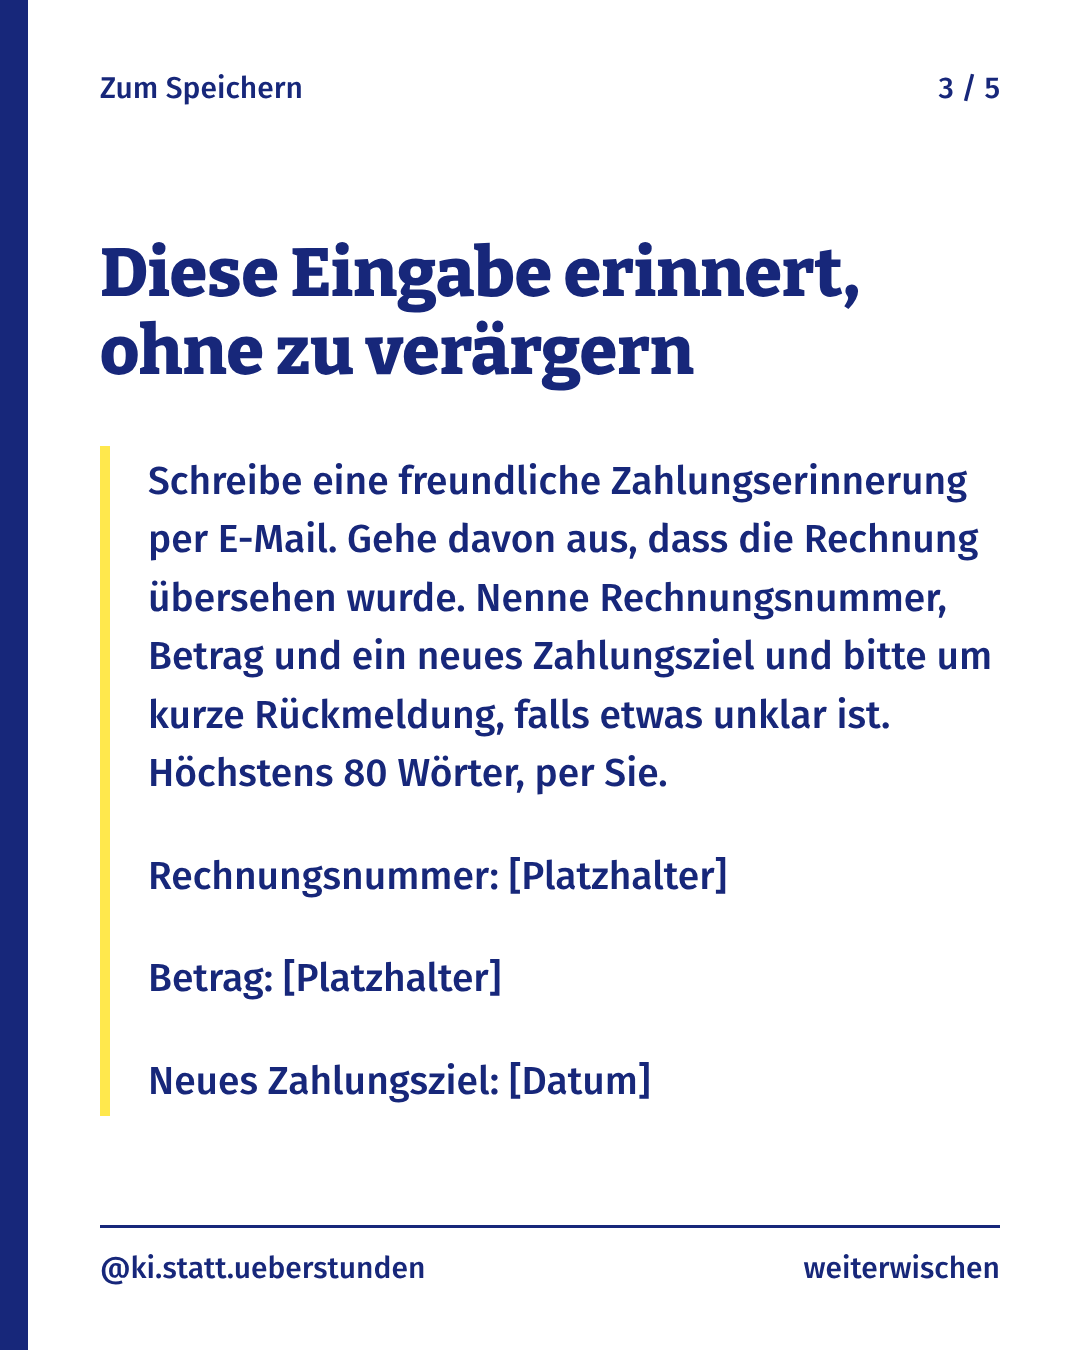 Zum Speichern
3 / 5
Diese Eingabe erinnert,
ohne zu verärgern
Schreibe eine freundliche Zahlungserinnerung
per E-Mail. Gehe davon aus, dass die Rechnung
übersehen wurde. Nenne Rechnungsnummer,
Betrag und ein neues Zahlungsziel und bitte um
kurze Rückmeldung, falls etwas unklar ist.
Höchstens 80 Wörter, per Sie.
Rechnungsnummer: [Platzhalter]
Betrag: [Platzhalter]
Neues Zahlungsziel: [Datum]
@ki.statt.ueberstunden
weiterwischen